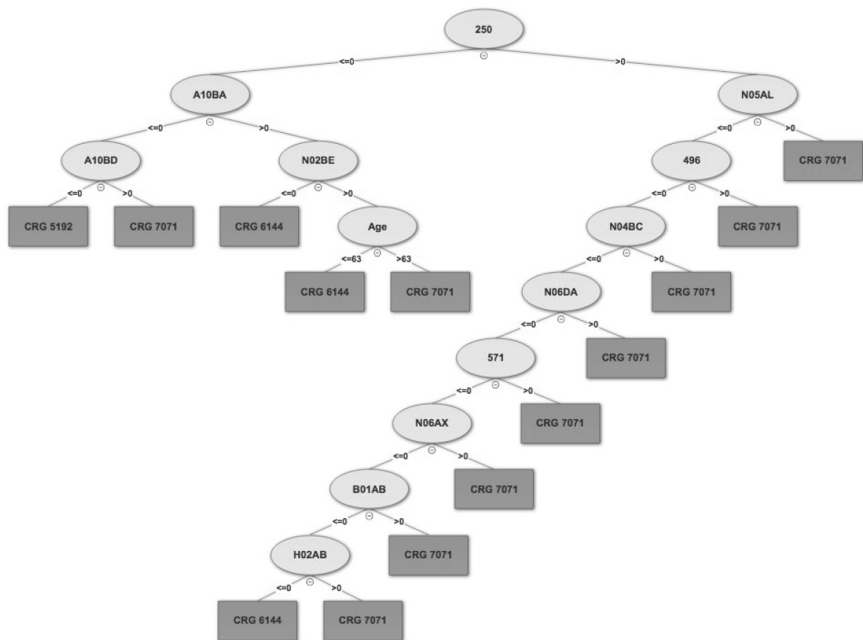 250
<=0 >0
A10BA N05AL
<=0 >0 <=0 >0
A10BD N02BE 496 CRG 7071
<=0 >0 <=0 >0 <=0 >0
CRG 5192 CRG 7071 CRG 6144 Age N04BC CRG 7071
<=63 >63 <=0 >0
CRG 6144 CRG 7071 N06DA CRG 7071
<=0 >0
571 CRG 7071
<=0 >0
N06AX CRG 7071
<=0 >0
B01AB CRG 7071
<=0 >0
H02AB CRG 7071
<=0 >0
CRG 6144 CRG 7071